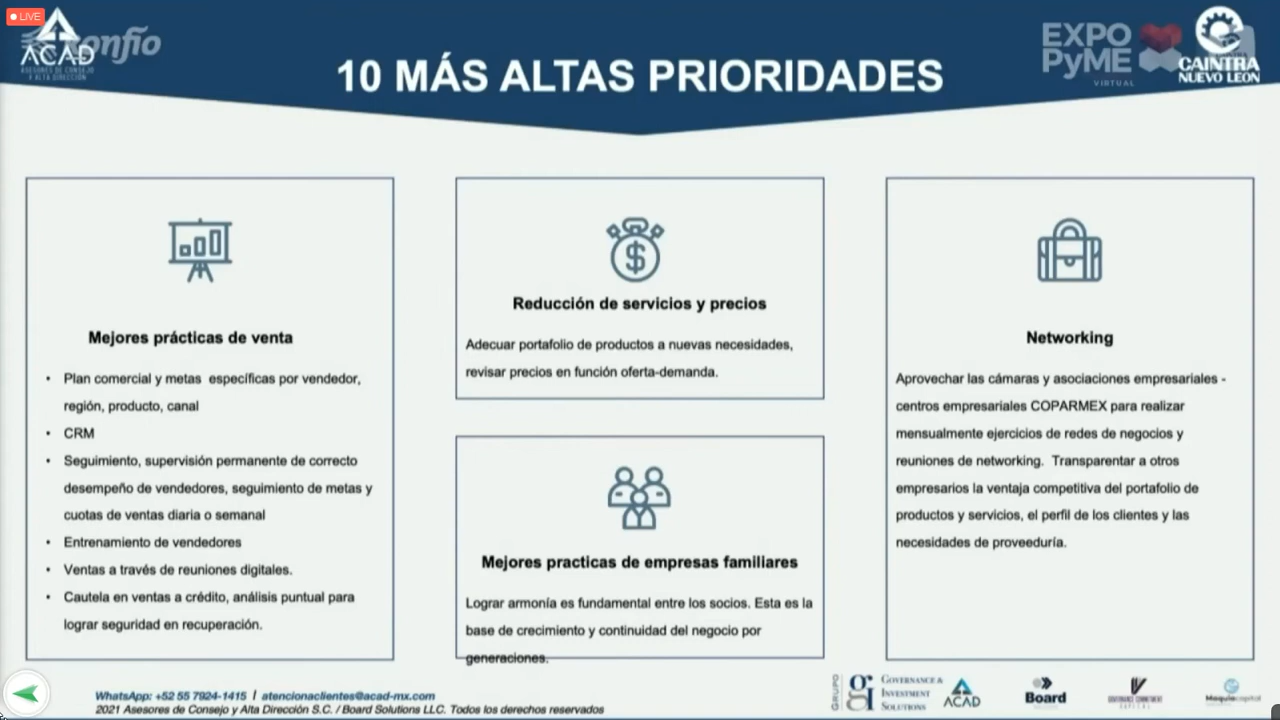 LIVE
Konfío
ACAD
ASESORES DE CONSEJO
Y ALTA DIRECCIÓN
10 MÁS ALTAS PRIORIDADES
EXPO
PyME
VIRTUAL
CAINTRA
NUEVO LEÓN
Mejores prácticas de venta
• Plan comercial y metas específicas por vendedor,
región, producto, canal
• CRM
• Seguimiento, supervisión permanente de correcto
desempeño de vendedores, seguimiento de metas y
cuotas de ventas diaria o semanal
• Entrenamiento de vendedores
• Ventas a través de reuniones digitales.
• Cautela en ventas a crédito, análisis puntual para
lograr seguridad en recuperación.
Reducción de servicios y precios
Adecuar portafolio de productos a nuevas necesidades,
revisar precios en función oferta-demanda.
Mejores practicas de empresas familiares
Lograr armonía es fundamental entre los socios. Esta es la
base de crecimiento y continuidad del negocio por
generaciones.
Networking
Aprovechar las cámaras y asociaciones empresariales -
centros empresariales COPARMEX para realizar
mensualmente ejercicios de redes de negocios y
reuniones de networking. Transparentar a otros
empresarios la ventaja competitiva del portafolio de
productos y servicios, el perfil de los clientes y las
necesidades de proveeduría.
WhatsApp: +52 55 7924-1415 | atencionaclientes@acad-mx.com
2021 Asesores de Consejo y Alta Dirección S.C. / Board Solutions LLC. Todos los derechos reservados
GRUPO
GOVERNANCE &
INVESTMENT
SOLUTIONS
ACAD
Board
GOVERNANCE COMMITMENT
CAPITAL
Maquiacapital